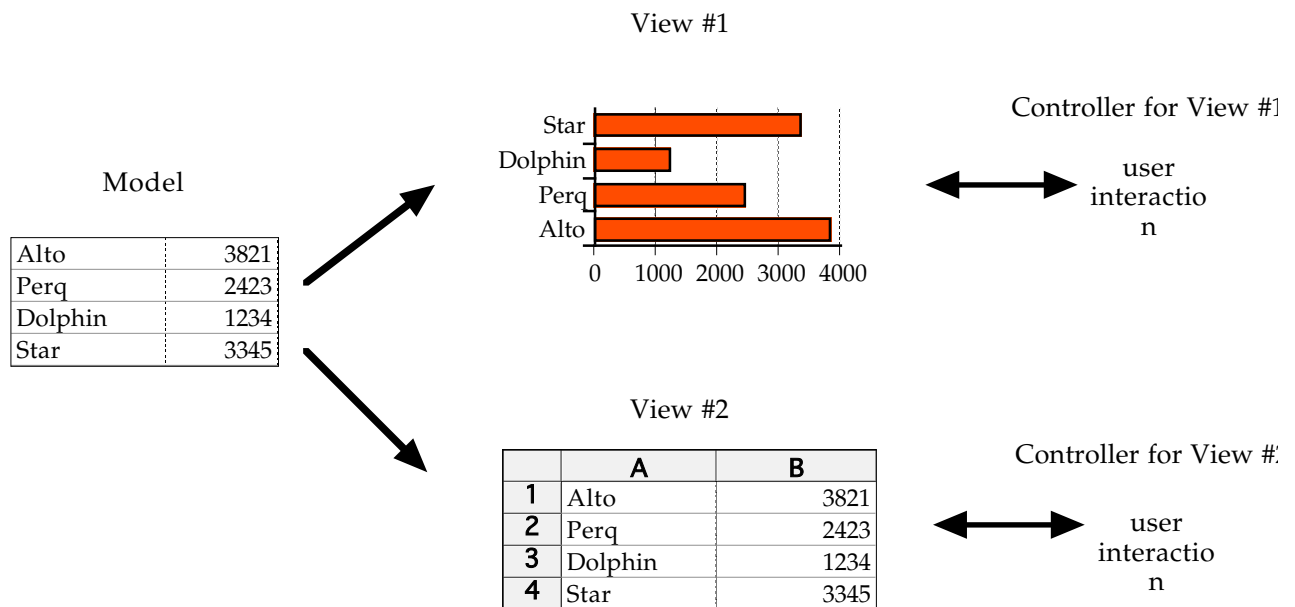 View #1
Controller for View #1
Star
Dolphin
Perq
Alto
0 1000 2000 3000 4000
user
interactio
n
Model
Alto 3821
Perq 2423
Dolphin 1234
Star 3345
View #2
Controller for View #2
A B
1 Alto 3821
2 Perq 2423
3 Dolphin 1234
4 Star 3345
user
interactio
n